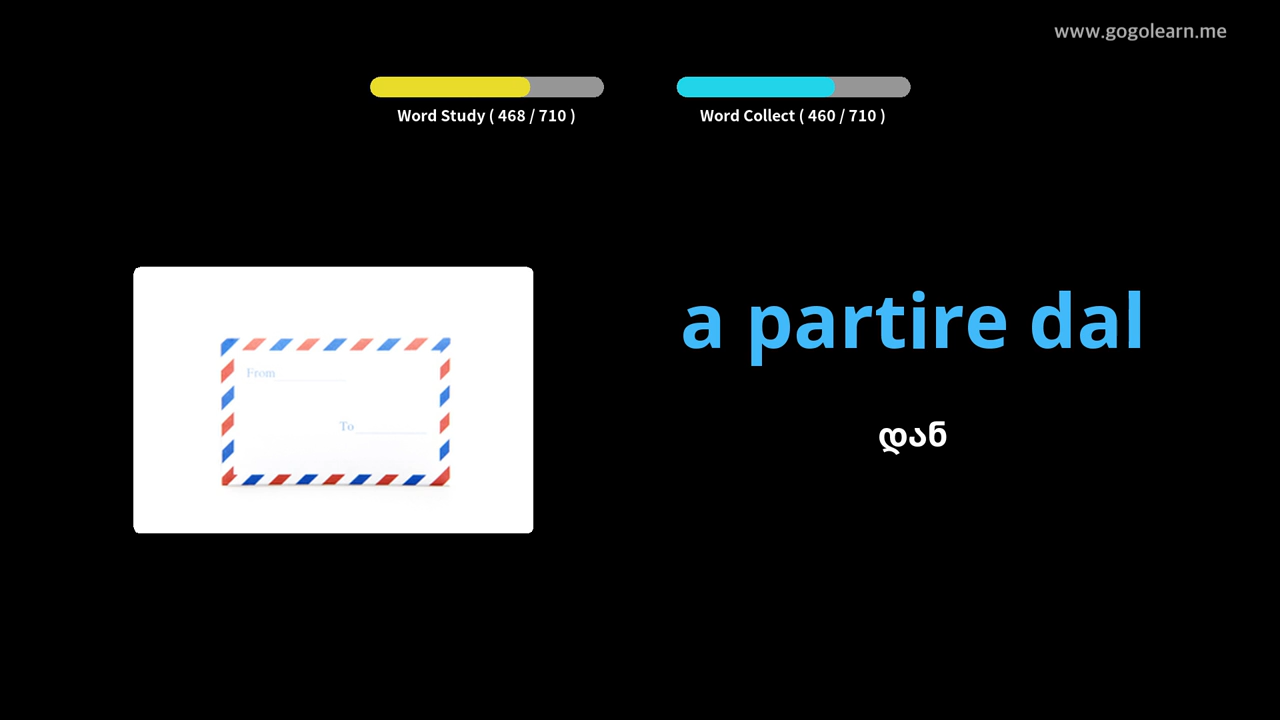 www.gogolearn.me
Word Study ( 468 / 710 )
Word Collect ( 460 / 710 )
a partire dal
დან
From
To